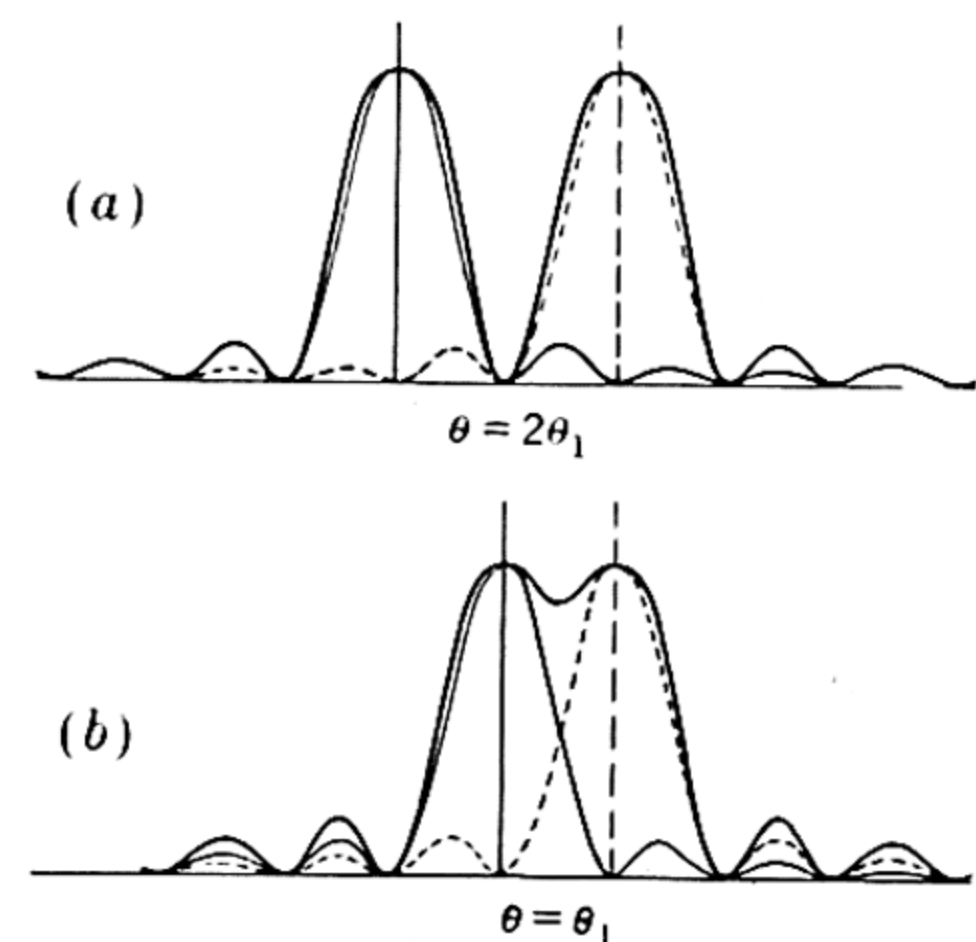 (a)
θ = 2θ₁
(b)
θ = θ₁